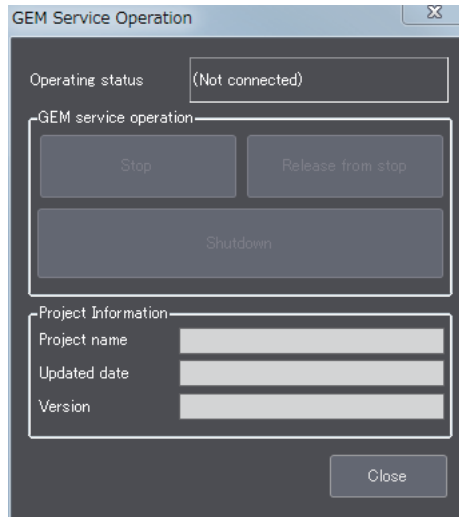 GEM Service Operation
Operating status (Not connected)
GEM service operation
Stop Release from stop
Shutdown
Project Information
Project name
Updated date
Version
Close